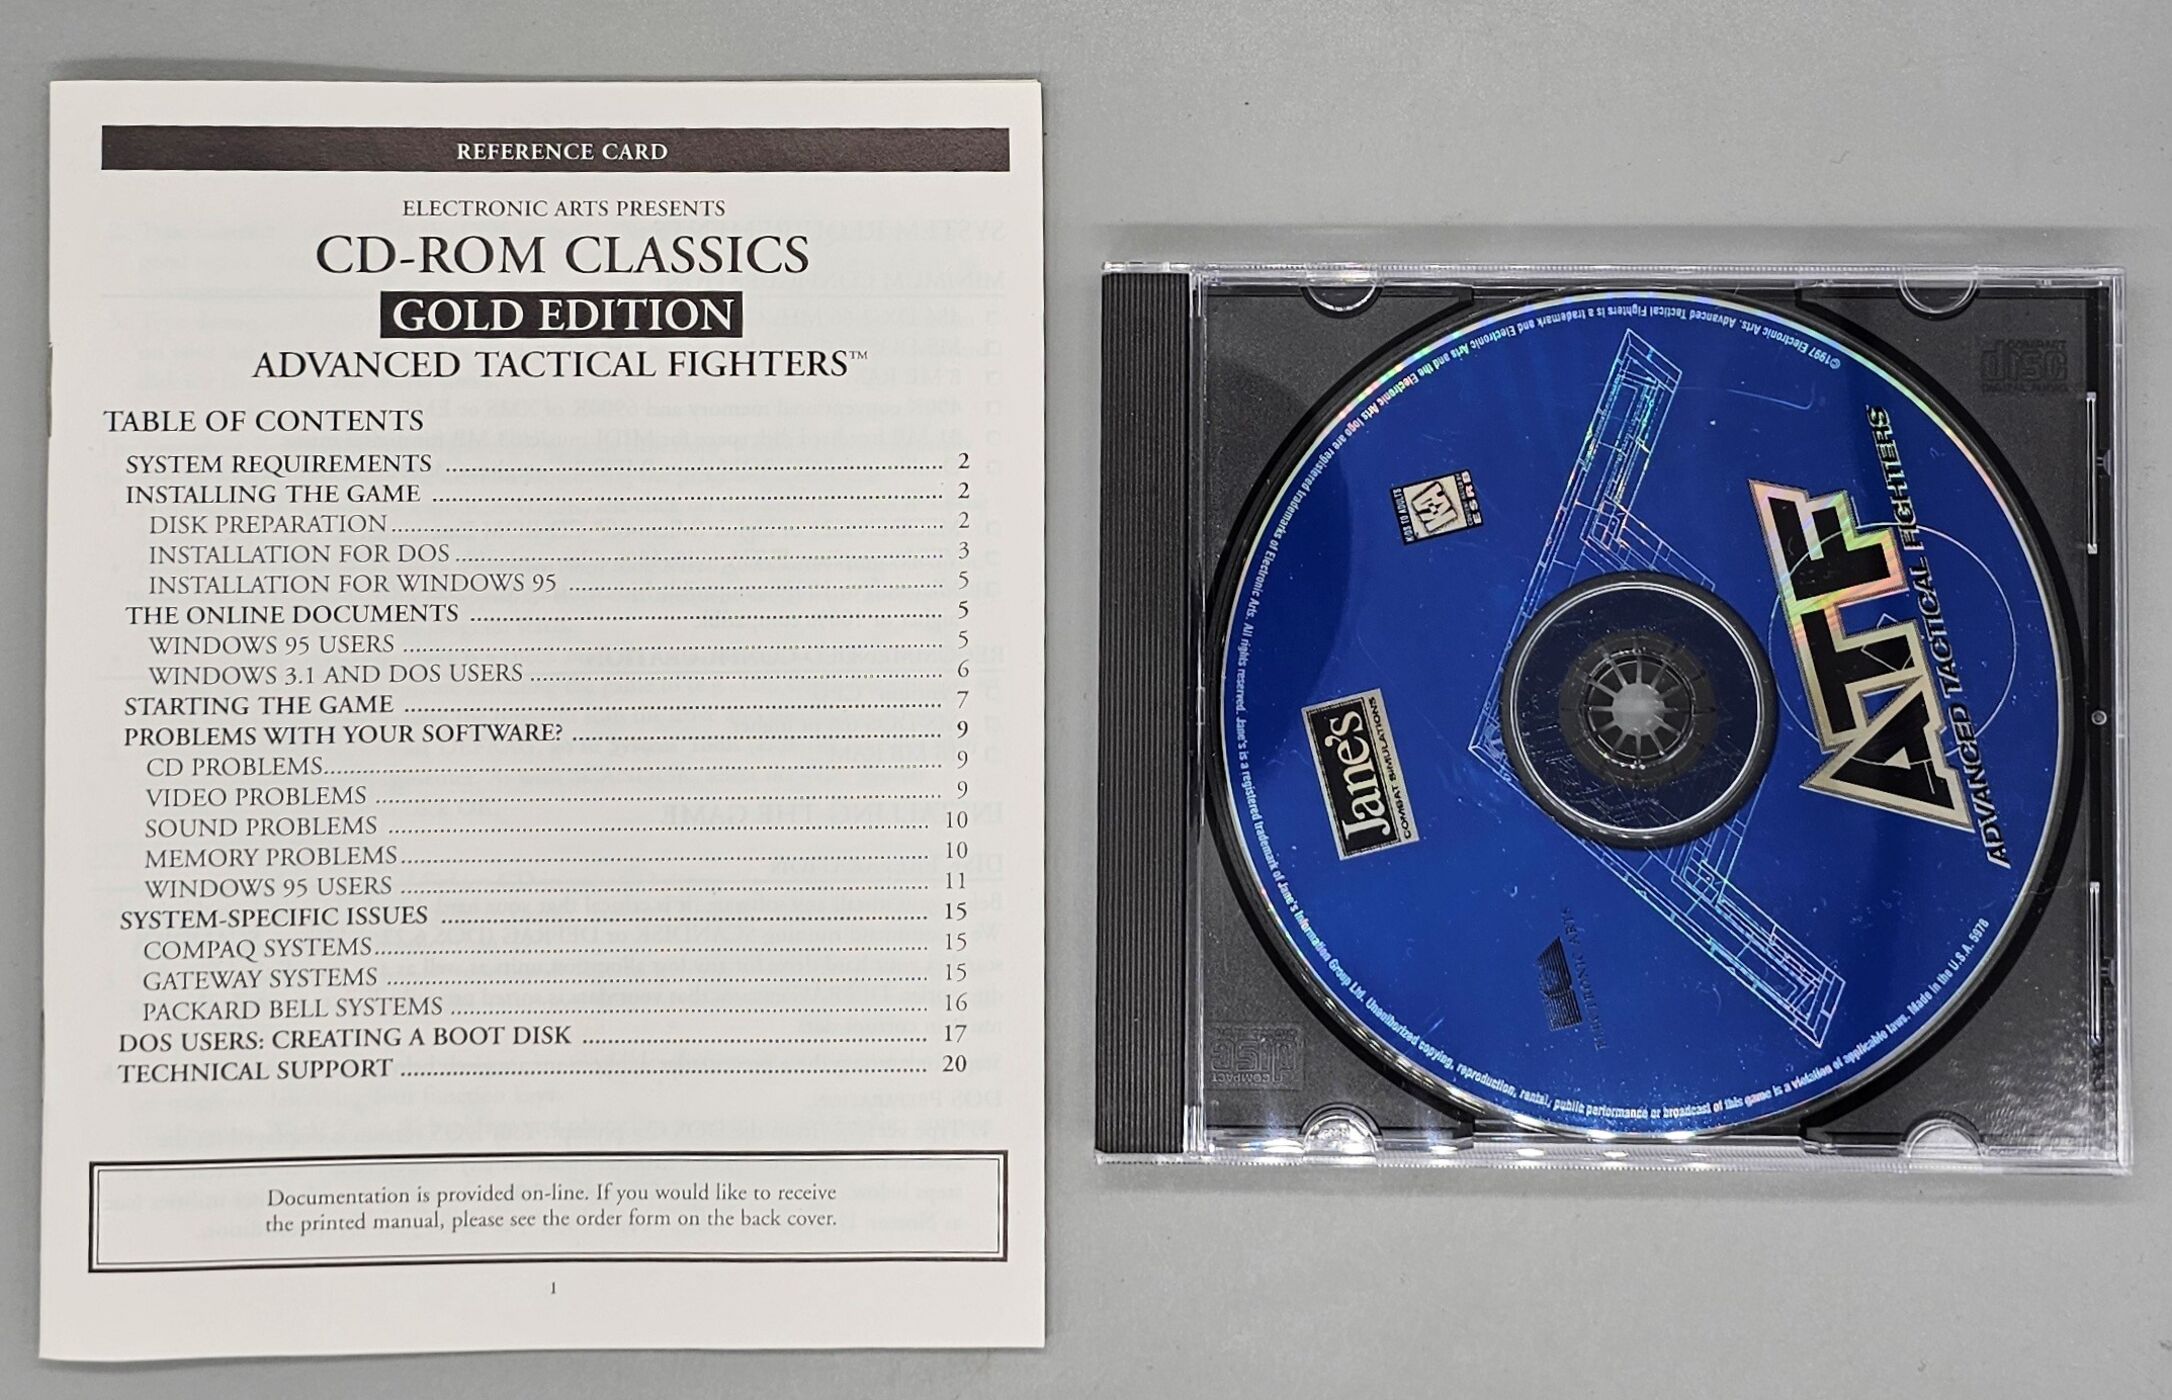 REFERENCE CARD
ELECTRONIC ARTS PRESENTS
CD-ROM CLASSICS
GOLD EDITION
ADVANCED TACTICAL FIGHTERS™
TABLE OF CONTENTS
SYSTEM REQUIREMENTS 2
INSTALLING THE GAME 2
DISK PREPARATION 2
INSTALLATION FOR DOS 3
INSTALLATION FOR WINDOWS 95 5
THE ONLINE DOCUMENTS 5
WINDOWS 95 USERS 5
WINDOWS 3.1 AND DOS USERS 6
STARTING THE GAME 7
PROBLEMS WITH YOUR SOFTWARE? 9
CD PROBLEMS 9
VIDEO PROBLEMS 9
SOUND PROBLEMS 10
MEMORY PROBLEMS 10
WINDOWS 95 USERS 11
SYSTEM-SPECIFIC ISSUES 15
COMPAQ SYSTEMS 15
GATEWAY SYSTEMS 15
PACKARD BELL SYSTEMS 16
DOS USERS: CREATING A BOOT DISK 17
TECHNICAL SUPPORT 20
Documentation is provided on-line. If you would like to receive
the printed manual, please see the order form on the back cover.
1
ATF
ADVANCED TACTICAL FIGHTERS
KIDS TO ADULTS
ESRB
Jane's
COMBAT SIMULATIONS
ELECTRONIC ARTS
©1997 Electronic Arts. Advanced Tactical Fighters is a trademark and Electronic Arts and the Electronic Arts logo are registered trademarks of Electronic Arts. All rights reserved. Jane's is a registered trademark of Jane's Information Group Ltd. Unauthorized copying, reproduction, rental, public performance or broadcast of this game is a violation of applicable laws. Made in the U.S.A. 5978
disc
COMPACT
disc